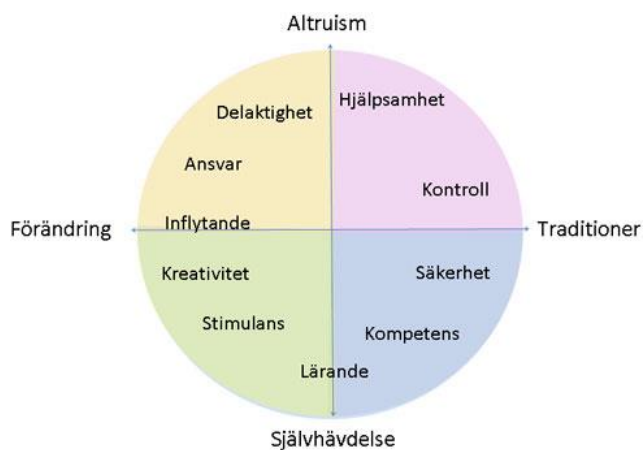 Altruism
Hjälpsamhet
Delaktighet
Ansvar
Kontroll
Inflytande
Förändring
Traditioner
Kreativitet
Säkerhet
Stimulans
Kompetens
Lärande
Självhävdelse